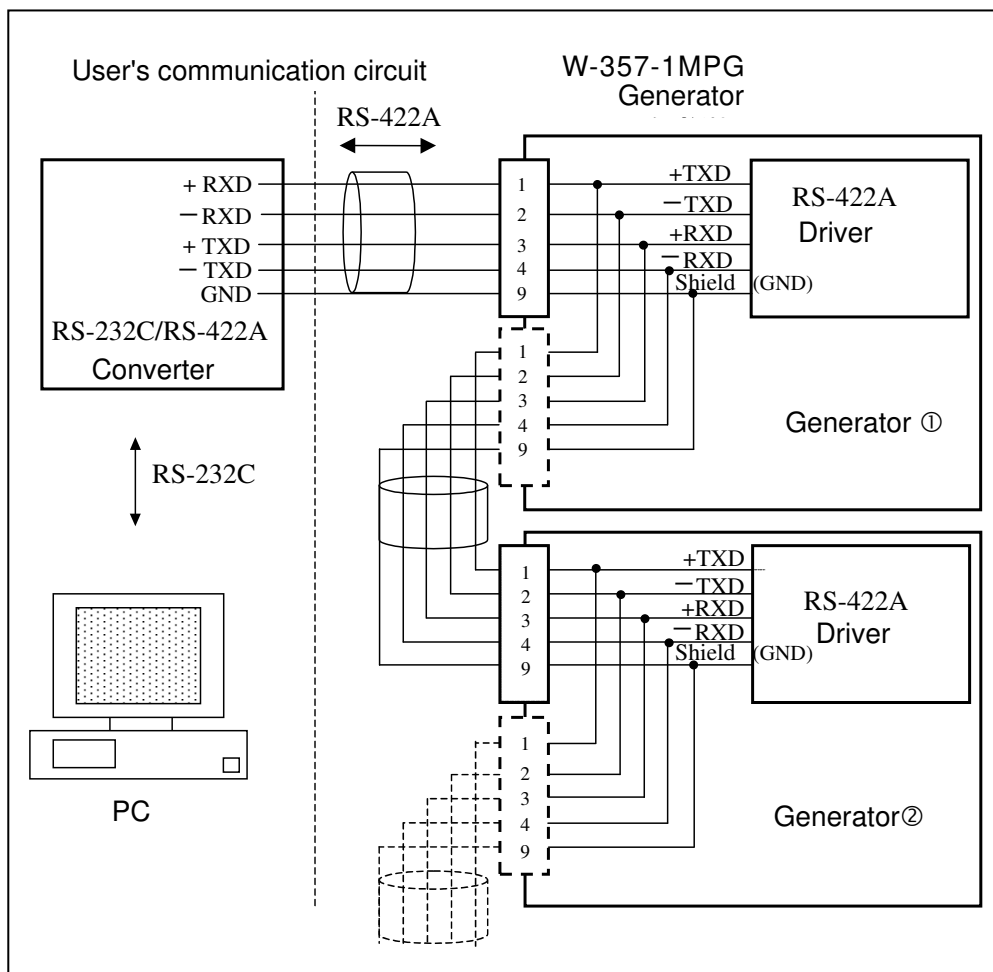 User's communication circuit
W-357-1MPG
Generator
RS-422A
+ RXD
− RXD
+ TXD
− TXD
GND
RS-232C/RS-422A
Converter
1
2
3
4
9
+TXD
−TXD
+RXD
−RXD
Shield (GND)
RS-422A
Driver
1
2
3
4
9
Generator ①
RS-232C
PC
1
2
3
4
9
+TXD
−TXD
+RXD
−RXD
Shield (GND)
RS-422A
Driver
1
2
3
4
9
Generator②